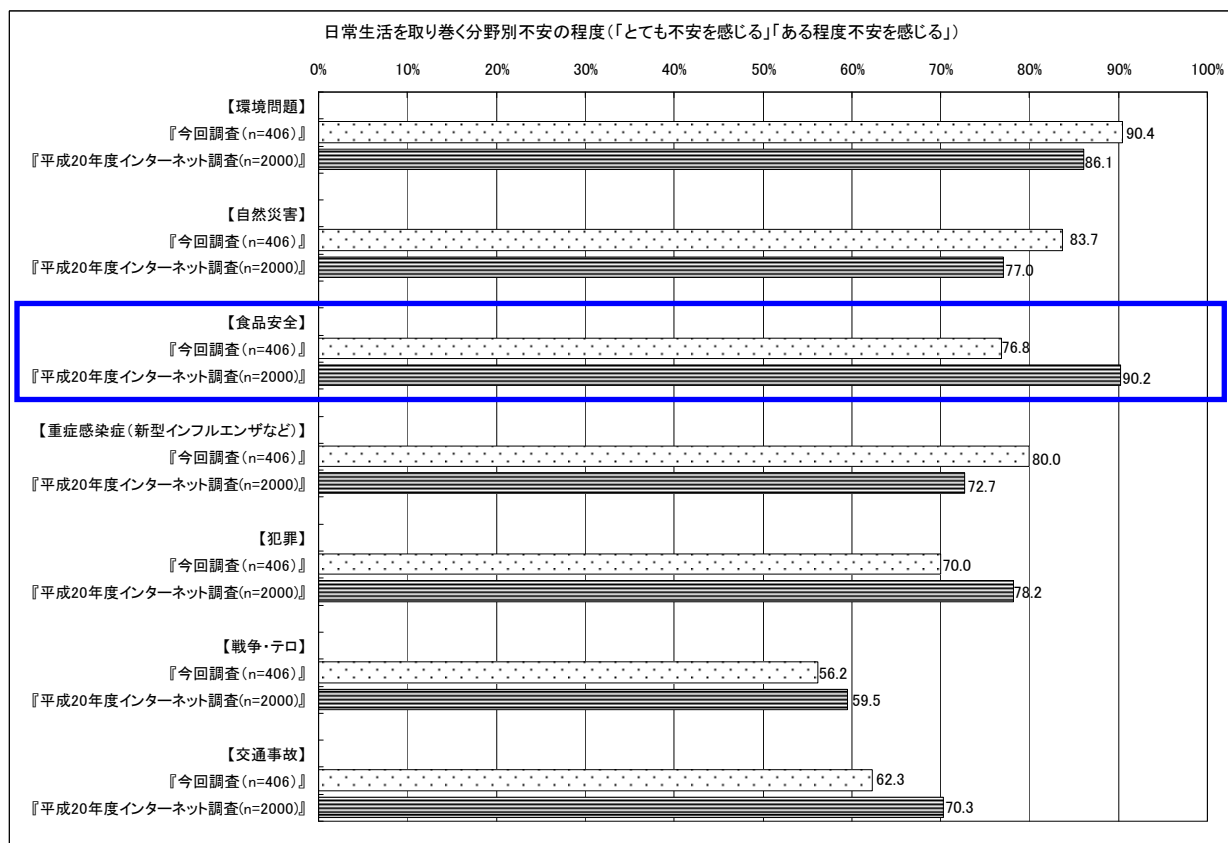 日常生活を取り巻く分野別不安の程度(「とても不安を感じる」「ある程度不安を感じる」)
0% 10% 20% 30% 40% 50% 60% 70% 80% 90% 100%
【環境問題】
『今回調査(n=406)』 90.4
『平成20年度インターネット調査(n=2000)』 86.1
【自然災害】
『今回調査(n=406)』 83.7
『平成20年度インターネット調査(n=2000)』 77.0
【食品安全】
『今回調査(n=406)』 76.8
『平成20年度インターネット調査(n=2000)』 90.2
【重症感染症(新型インフルエンザなど)】
『今回調査(n=406)』 80.0
『平成20年度インターネット調査(n=2000)』 72.7
【犯罪】
『今回調査(n=406)』 70.0
『平成20年度インターネット調査(n=2000)』 78.2
【戦争・テロ】
『今回調査(n=406)』 56.2
『平成20年度インターネット調査(n=2000)』 59.5
【交通事故】
『今回調査(n=406)』 62.3
『平成20年度インターネット調査(n=2000)』 70.3